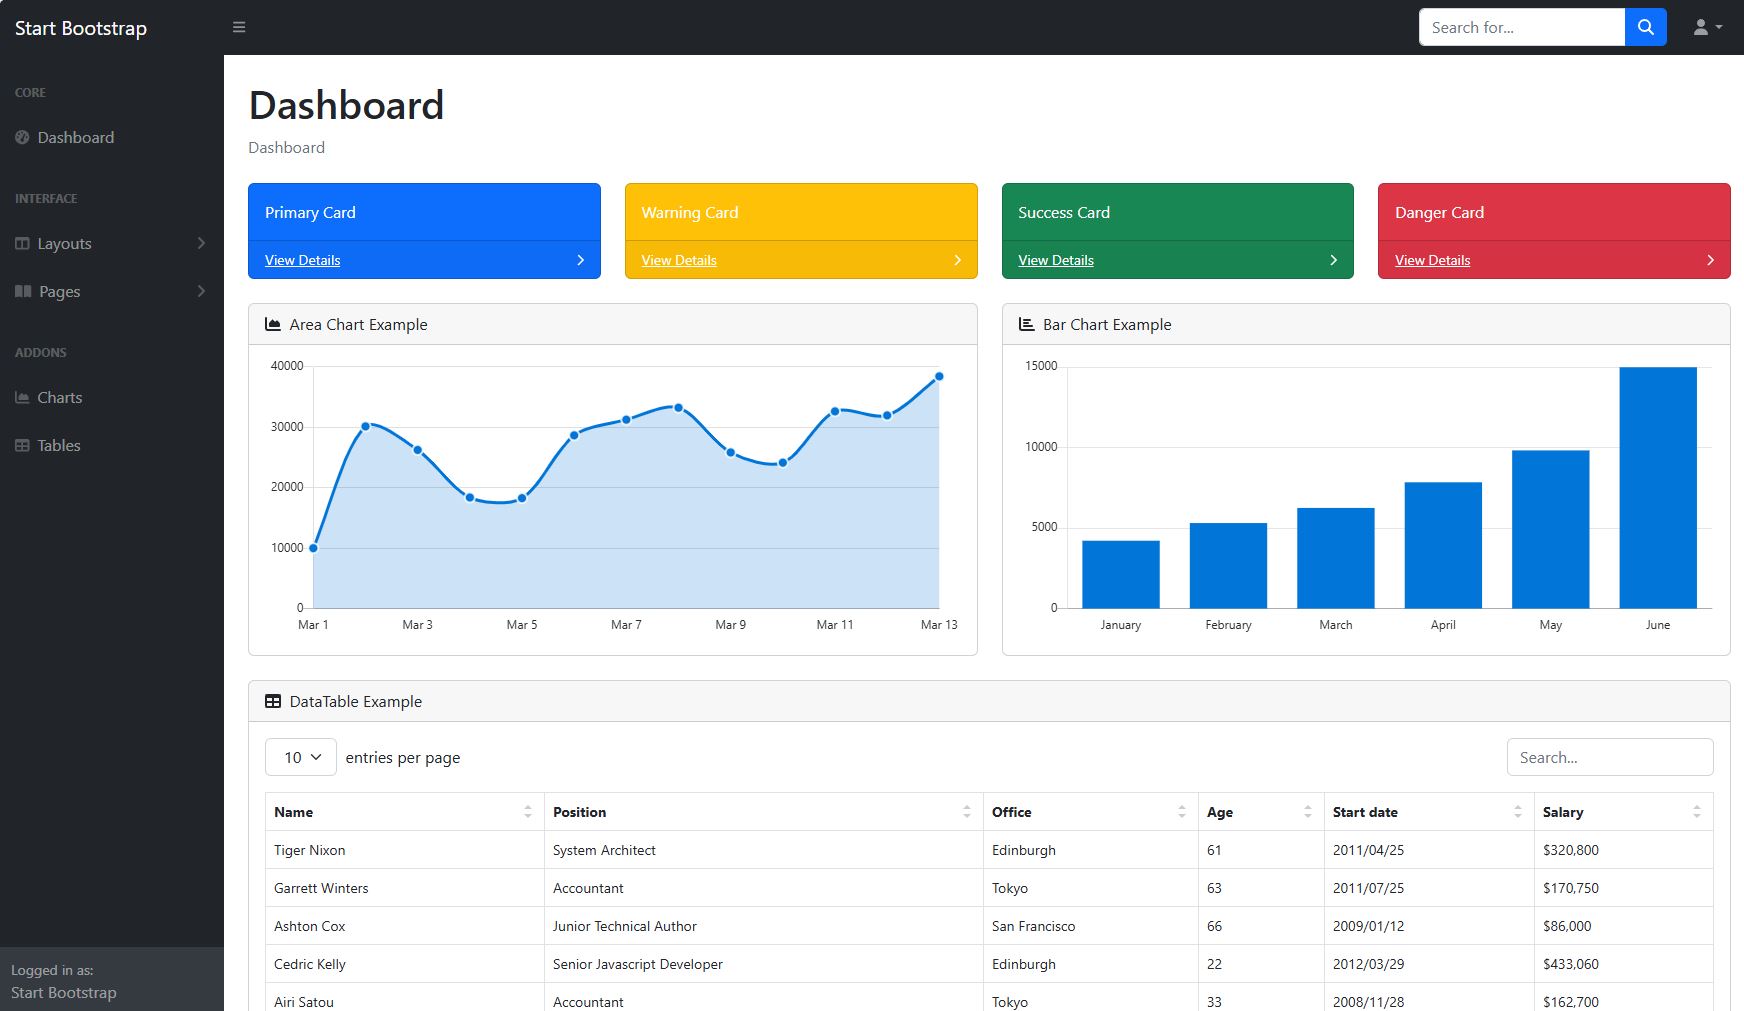 Start Bootstrap
Search for...
CORE
Dashboard
INTERFACE
Layouts
Pages
ADDONS
Charts
Tables
Logged in as:
Start Bootstrap
Dashboard
Dashboard
Primary Card
View Details
Warning Card
View Details
Success Card
View Details
Danger Card
View Details
Area Chart Example
40000
30000
20000
10000
0
Mar 1 Mar 3 Mar 5 Mar 7 Mar 9 Mar 11 Mar 13
Bar Chart Example
15000
10000
5000
0
January February March April May June
DataTable Example
10 entries per page
Search...
Name Position Office Age Start date Salary
Tiger Nixon System Architect Edinburgh 61 2011/04/25 $320,800
Garrett Winters Accountant Tokyo 63 2011/07/25 $170,750
Ashton Cox Junior Technical Author San Francisco 66 2009/01/12 $86,000
Cedric Kelly Senior Javascript Developer Edinburgh 22 2012/03/29 $433,060
Airi Satou Accountant Tokyo 33 2008/11/28 $162,700